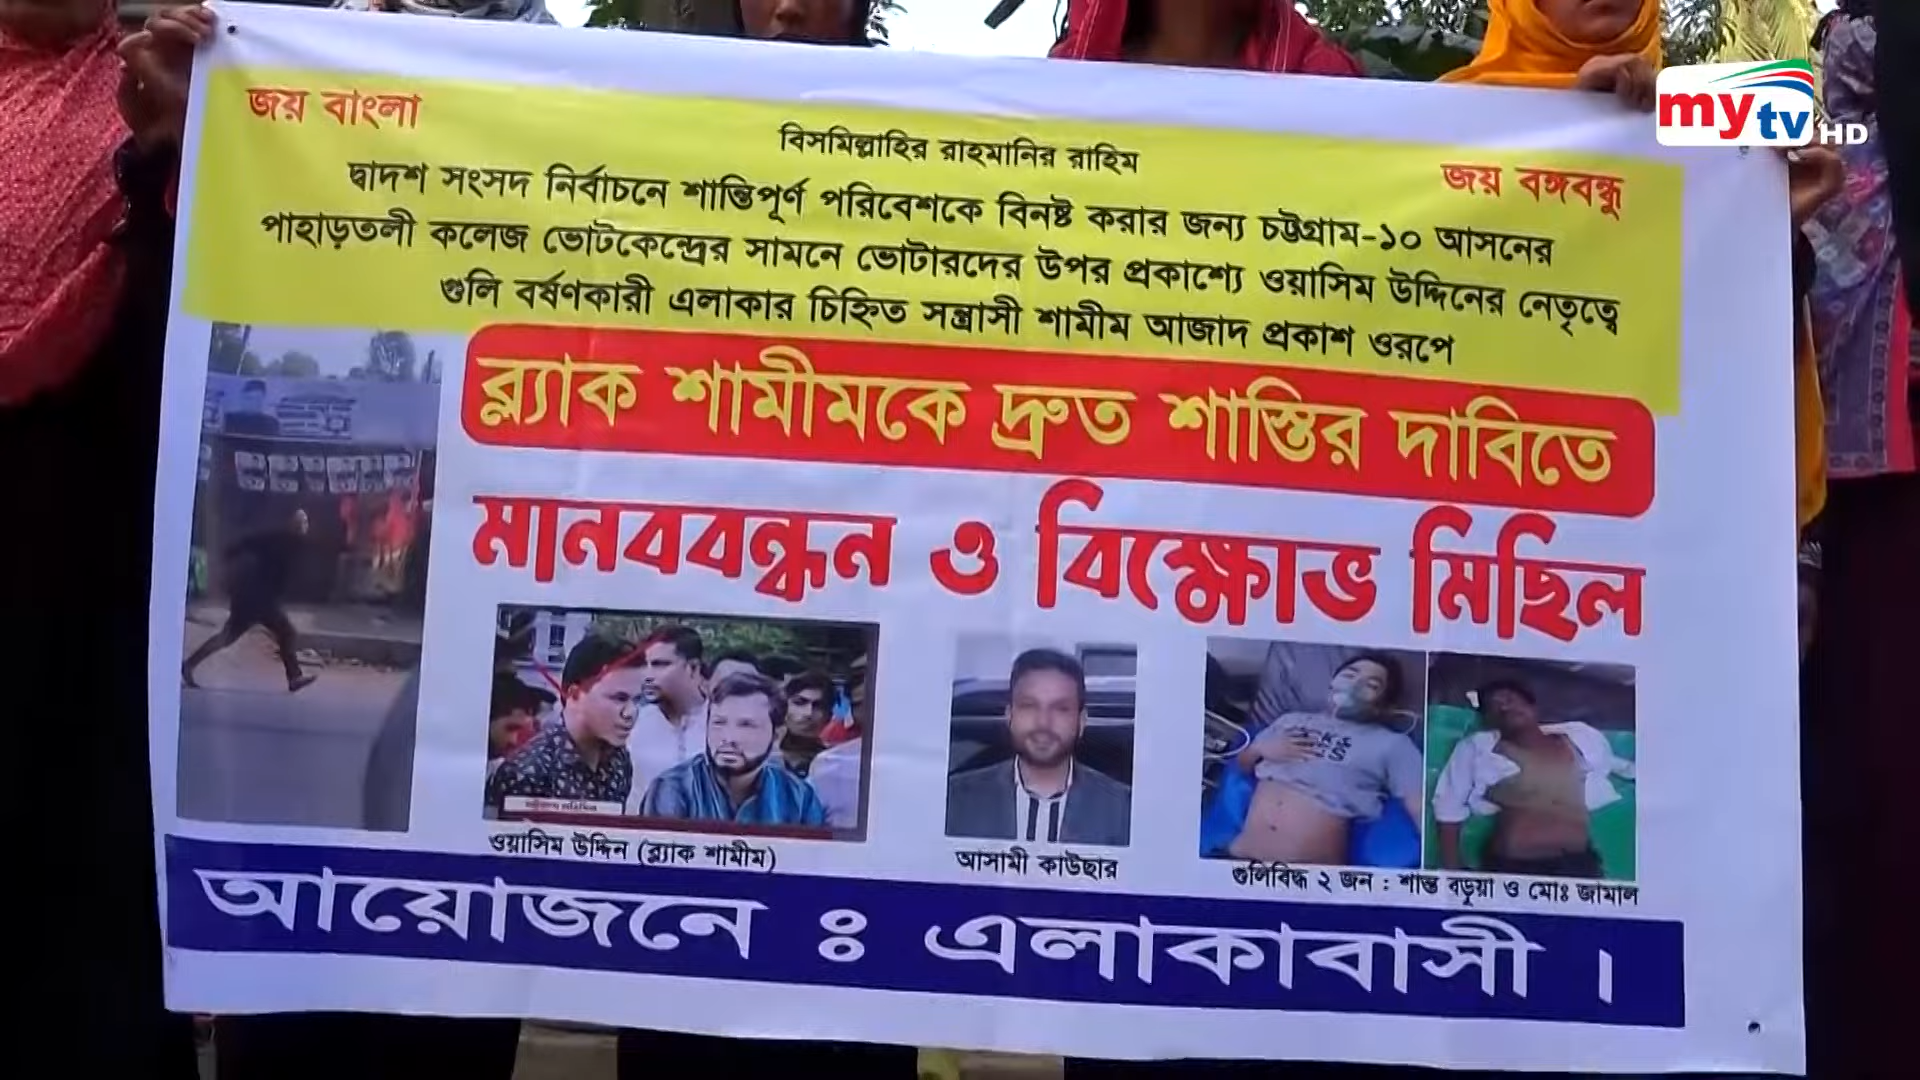 জয় বাংলা
বিসমিল্লাহির রাহমানির রাহিম
জয় বঙ্গবন্ধু
my tv HD
দ্বাদশ সংসদ নির্বাচনে শান্তিপূর্ণ পরিবেশকে বিনষ্ট করার জন্য চট্টগ্রাম-১০ আসনের
পাহাড়তলী কলেজ ভোটকেন্দ্রের সামনে ভোটারদের উপর প্রকাশ্যে ওয়াসিম উদ্দিনের নেতৃত্বে
গুলি বর্ষণকারী এলাকার চিহ্নিত সন্ত্রাসী শামীম আজাদ প্রকাশ ওরপে
ব্ল্যাক শামীমকে দ্রুত শাস্তির দাবিতে
মানববন্ধন ও বিক্ষোভ মিছিল
ওয়াসিম উদ্দিন (ব্ল্যাক শামীম)
আসামী কাউছার
গুলিবিদ্ধ ২ জন : শান্ত বড়ুয়া ও মোঃ জামাল
আয়োজনে ঃ এলাকাবাসী ।